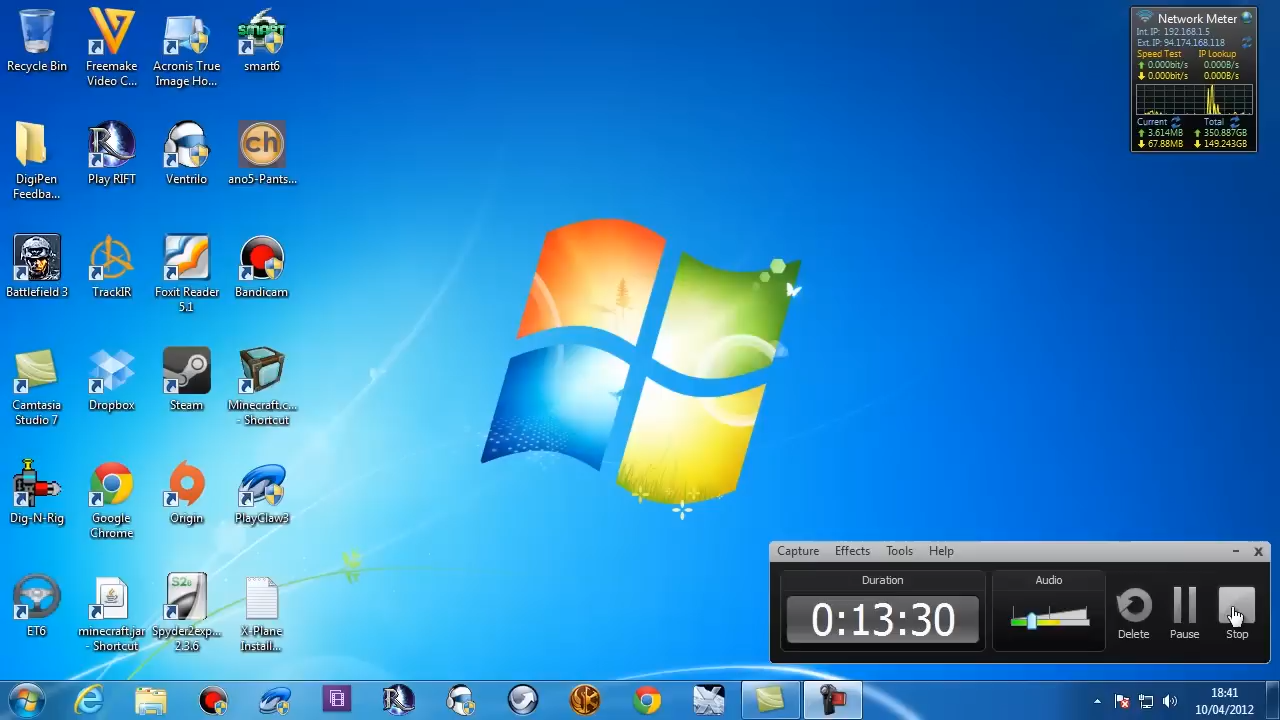 Recycle Bin
Freemake
Video C...
Acronis True
Image Ho...
SMART
smart6
DigiPen
Feedba...
Play RIFT
Ventrilo
ch
ano5-Pants...
Battlefield 3
TrackIR
Foxit Reader
5.1
Bandicam
Camtasia
Studio 7
Dropbox
Steam
Minecraft.c...
- Shortcut
Dig-N-Rig
Google
Chrome
Origin
PlayClaw3
ET6
minecraft.jar
- Shortcut
S2
Spyder2exp...
2.3.6
X-Plane
Install...
Network Meter
Int. IP: 192.168.1.5
Ext. IP: 94.174.168.118
Speed Test IP Lookup
0.000bit/s 0.000B/s
0.000bit/s 0.000B/s
Current Total
3.614MB 350.887GB
67.88MB 149.243GB
Capture Effects Tools Help
Duration
0:13:30
Audio
Delete
Pause
Stop
18:41
10/04/2012